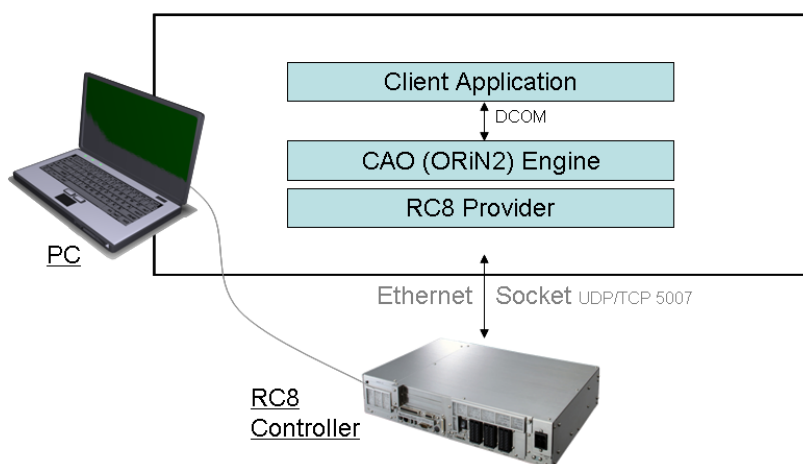 Client Application
DCOM
CAO (ORiN2) Engine
RC8 Provider
PC
Ethernet Socket UDP/TCP 5007
RC8
Controller